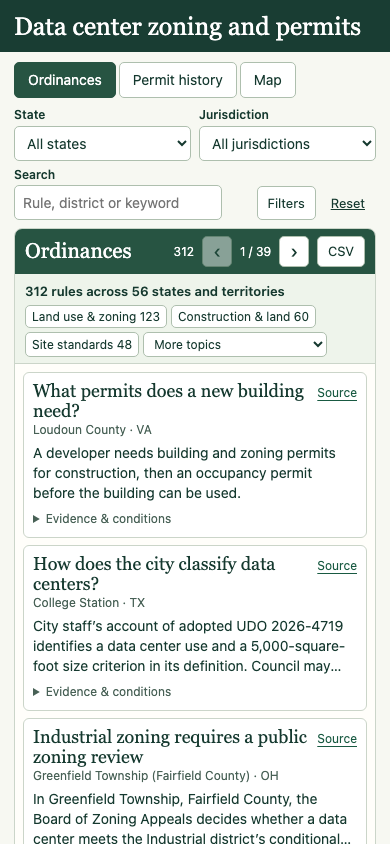 Data center zoning and permits
Ordinances
Permit history
Map
State
Jurisdiction
All states
All jurisdictions
Search
Rule, district or keyword
Filters
Reset
Ordinances
312
‹
1 / 39
›
CSV
312 rules across 56 states and territories
Land use & zoning 123
Construction & land 60
Site standards 48
More topics
What permits does a new building
need?
Source
Loudoun County · VA
A developer needs building and zoning permits
for construction, then an occupancy permit
before the building can be used.
Evidence & conditions
How does the city classify data
centers?
Source
College Station · TX
City staff’s account of adopted UDO 2026-4719
identifies a data center use and a 5,000-square-
foot size criterion in its definition. Council may…
Evidence & conditions
Industrial zoning requires a public
zoning review
Source
Greenfield Township (Fairfield County) · OH
In Greenfield Township, Fairfield County, the
Board of Zoning Appeals decides whether a data
center meets the Industrial district’s conditional…